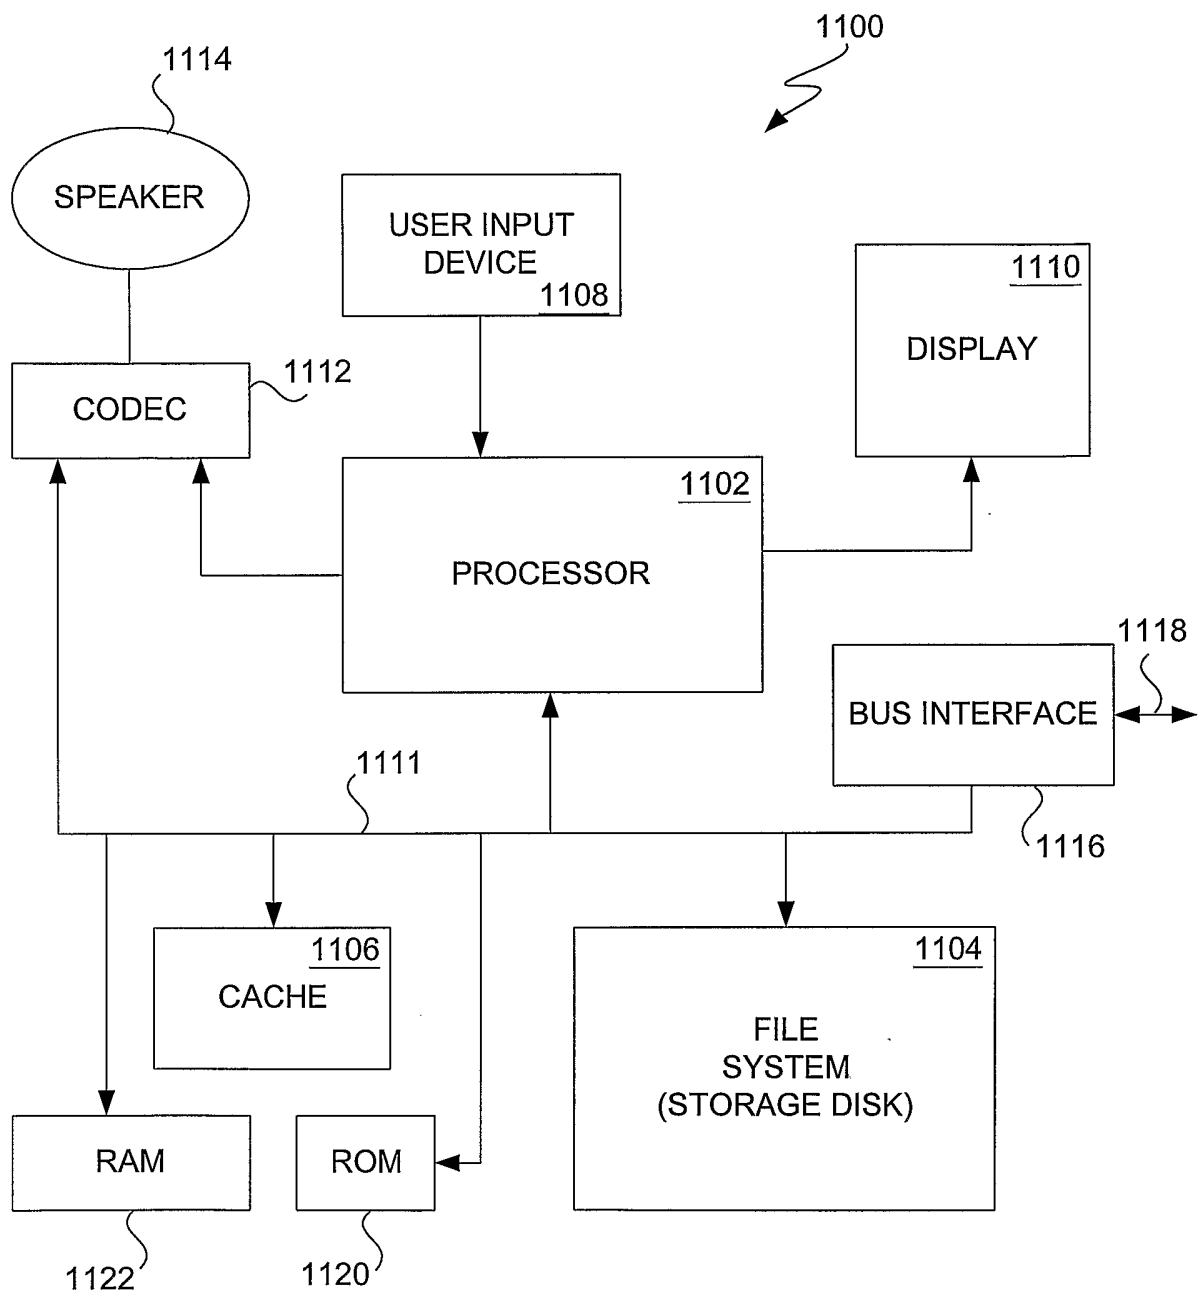 1100
1114
SPEAKER
USER INPUT
DEVICE
1108
1110
DISPLAY
1112
CODEC
1102
PROCESSOR
1118
BUS INTERFACE
1111
1116
1106
CACHE
1104
FILE
SYSTEM
(STORAGE DISK)
RAM
ROM
1122
1120